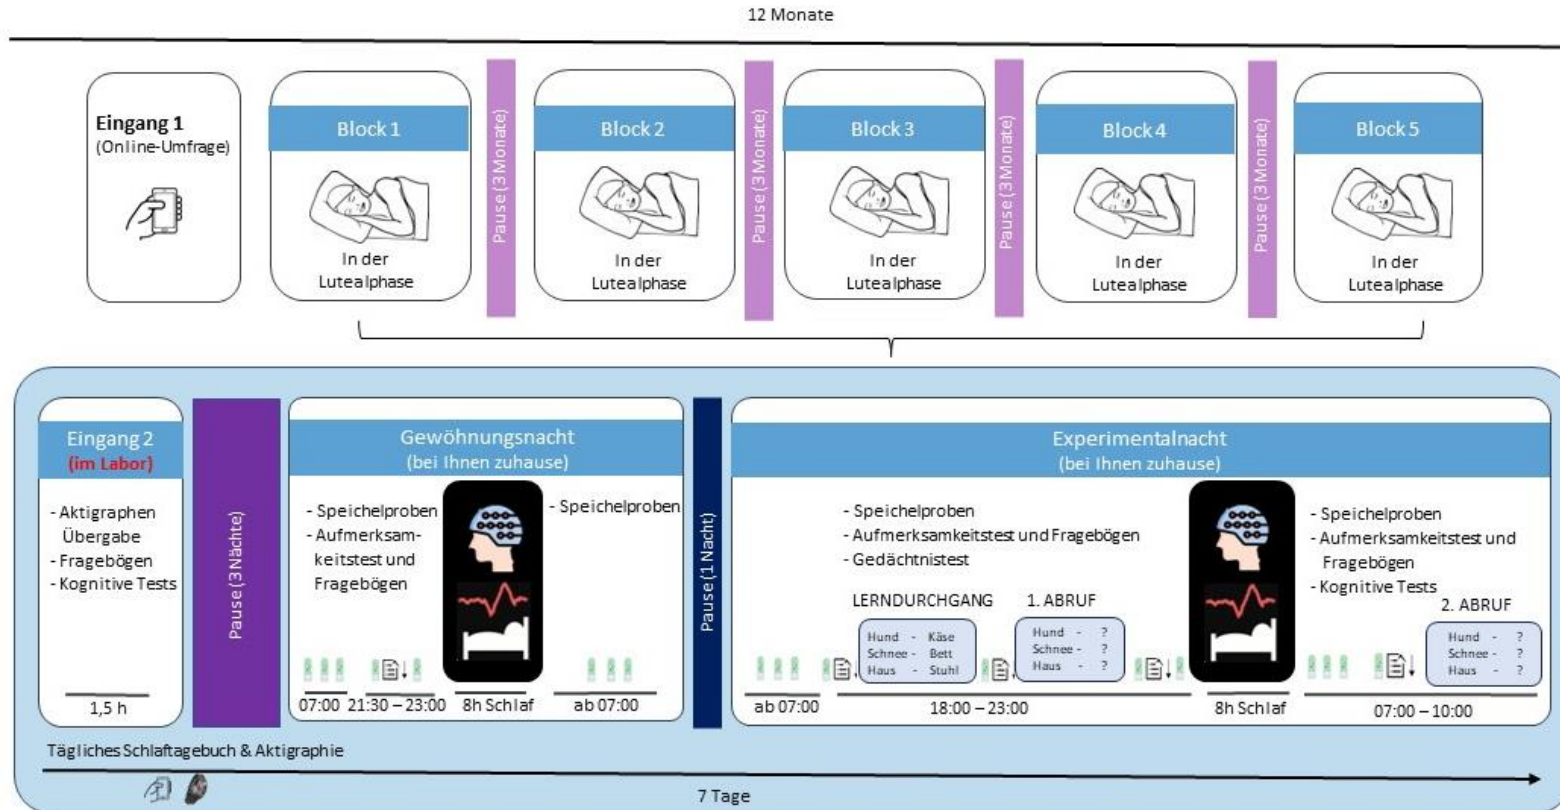 12 Monate
Eingang 1
(Online-Umfrage)
Block 1
In der
Lutealphase
Pause (3 Monate)
Block 2
In der
Lutealphase
Pause (3 Monate)
Block 3
In der
Lutealphase
Pause (3 Monate)
Block 4
In der
Lutealphase
Pause (3 Monate)
Block 5
In der
Lutealphase
Eingang 2
(im Labor)
- Aktigraphen
Übergabe
- Fragebögen
- Kognitive Tests
1,5 h
Pause (3 Nächte)
Gewöhnungsnacht
(bei Ihnen zuhause)
- Speichelproben
- Aufmerksam-
keitstest und
Fragebögen
- Speichelproben
07:00
21:30 – 23:00
8h Schlaf
ab 07:00
Pause (1 Nacht)
Experimentalnacht
(bei Ihnen zuhause)
- Speichelproben
- Aufmerksamkeitstest und Fragebögen
- Gedächtnistest
LERNDURCHGANG
Hund - Käse
Schnee - Bett
Haus - Stuhl
1. ABRUF
Hund - ?
Schnee - ?
Haus - ?
- Speichelproben
- Aufmerksamkeitstest und
Fragebögen
- Kognitive Tests
2. ABRUF
Hund - ?
Schnee - ?
Haus - ?
ab 07:00
18:00 – 23:00
8h Schlaf
07:00 – 10:00
Tägliches Schlaftagebuch & Aktigraphie
7 Tage